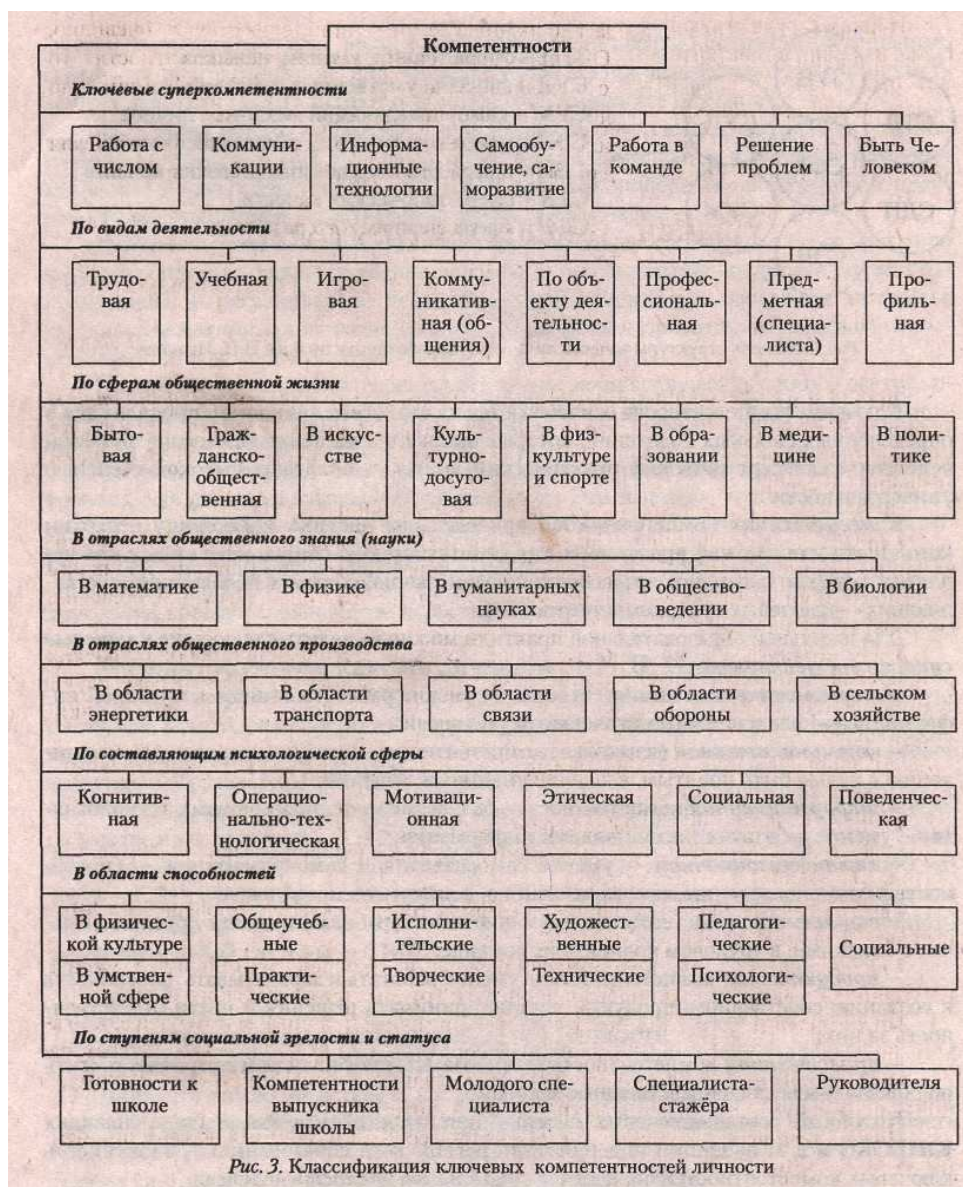 Компетентности
Ключевые суперкомпетентности
Работа с
числом
Коммуни-
кации
Информа-
ционные
технологии
Самообу-
чение, са-
моразвитие
Работа в
команде
Решение
проблем
Быть Че-
ловеком
По видам деятельности
Трудо-
вая
Учебная
Игро-
вая
Комму-
никатив-
ная (об-
щения)
По объ-
екту дея-
тельнос-
ти
Профес-
сиональ-
ная
Пред-
метная
(специа-
листа)
Про-
филь-
ная
По сферам общественной жизни
Быто-
вая
Граж-
данско-
общест-
венная
В искус-
стве
Куль-
турно-
досуго-
вая
В физ-
культуре
и спорте
В обра-
зовании
В меди-
цине
В поли-
тике
В отраслях общественного знания (науки)
В математике
В физике
В гуманитарных
науках
В общество-
ведении
В биологии
В отраслях общественного производства
В области
энергетики
В области
транспорта
В области
связи
В области
обороны
В сельском
хозяйстве
По составляющим психологической сферы
Когнитив-
ная
Операцио-
нально-тех-
нологическая
Мотиваци-
онная
Этическая
Социальная
Поведенчес-
кая
В области способностей
В физичес-
кой культуре
Общеучеб-
ные
Исполни-
тельские
Художест-
венные
Педагоги-
ческие
Социальные
В умствен-
ной сфере
Практи-
ческие
Творческие
Технические
Психологи-
ческие
По ступеням социальной зрелости и статуса
Готовности к
школе
Компетентности
выпускника
школы
Молодого спе-
циалиста
Специалиста-
стажёра
Руководителя
Рис. 3. Классификация ключевых компетентностей личности